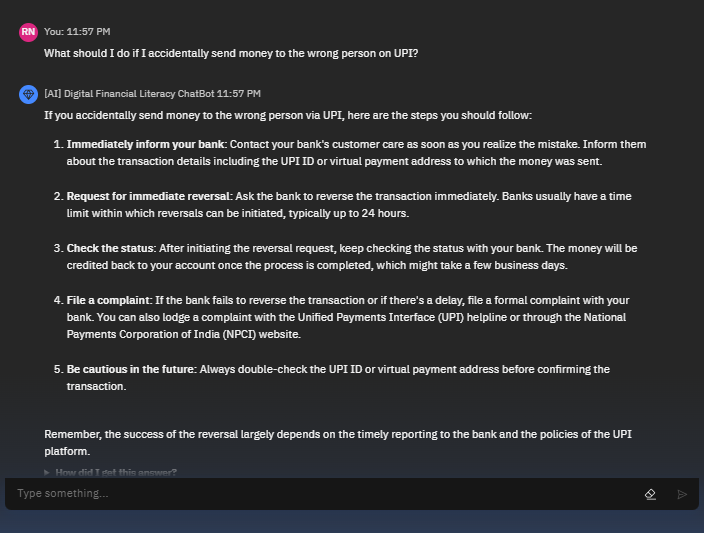 RN You: 11:57 PM
What should I do if I accidentally send money to the wrong person on UPI?
[AI] Digital Financial Literacy ChatBot 11:57 PM
If you accidentally send money to the wrong person via UPI, here are the steps you should follow:
1. Immediately inform your bank: Contact your bank's customer care as soon as you realize the mistake. Inform them
about the transaction details including the UPI ID or virtual payment address to which the money was sent.
2. Request for immediate reversal: Ask the bank to reverse the transaction immediately. Banks usually have a time
limit within which reversals can be initiated, typically up to 24 hours.
3. Check the status: After initiating the reversal request, keep checking the status with your bank. The money will be
credited back to your account once the process is completed, which might take a few business days.
4. File a complaint: If the bank fails to reverse the transaction or if there's a delay, file a formal complaint with your
bank. You can also lodge a complaint with the Unified Payments Interface (UPI) helpline or through the National
Payments Corporation of India (NPCI) website.
5. Be cautious in the future: Always double-check the UPI ID or virtual payment address before confirming the
transaction.
Remember, the success of the reversal largely depends on the timely reporting to the bank and the policies of the UPI
platform.
How did I get this answer?
Type something...